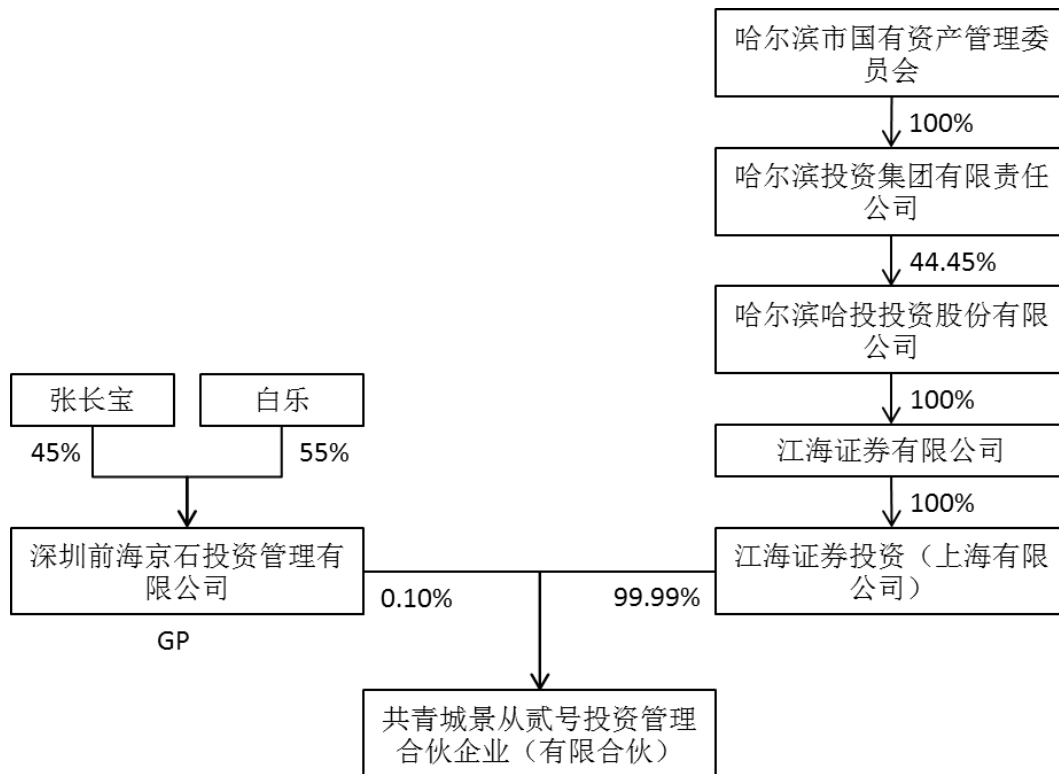 哈尔滨市国有资产管理委
员会
100%
哈尔滨投资集团有限责任
公司
44.45%
哈尔滨哈投投资股份有限
公司
100%
张长宝
白乐
45%
55%
江海证券有限公司
100%
深圳前海京石投资管理有
限公司
江海证券投资（上海有限
公司）
0.10%
99.99%
GP
共青城景从贰号投资管理
合伙企业（有限合伙）